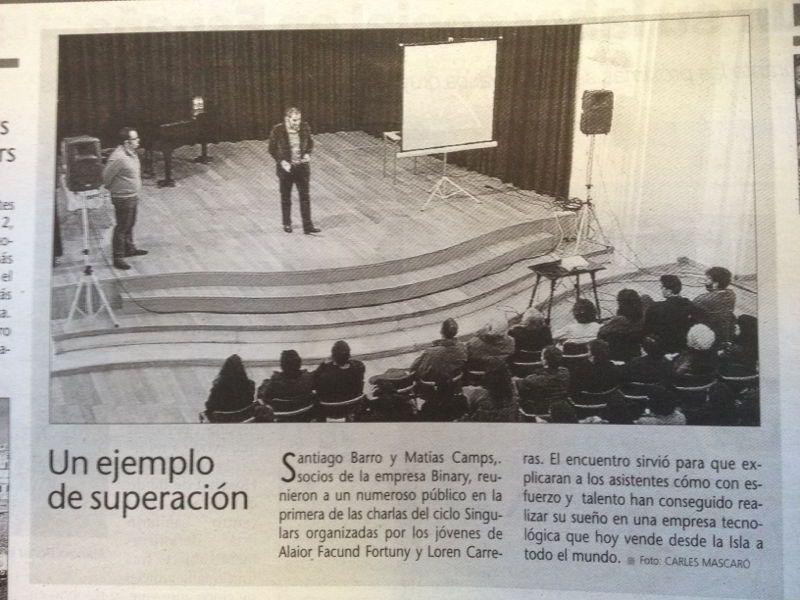 Un ejemplo
de superación
Santiago Barro y Matias Camps,.
socios de la empresa Binary, reu-
nieron a un numeroso público en la
primera de las charlas del ciclo Singu-
lars organizadas por los jóvenes de
Alaior Facund Fortuny y Loren Carre-
ras. El encuentro sirvió para que ex-
plicaran a los asistentes cómo con es-
fuerzo y talento han conseguido rea-
lizar su sueño en una empresa tecno-
lógica que hoy vende desde la Isla a
todo el mundo. ■ Foto: CARLES MASCARÓ